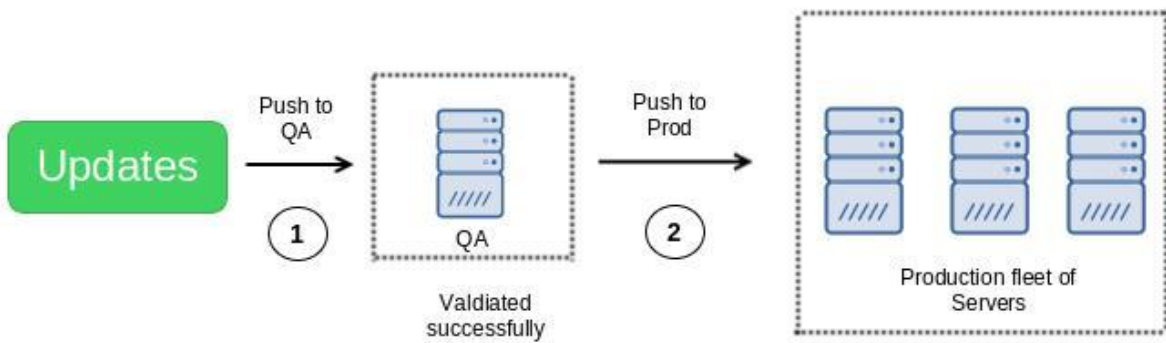 Updates
Push to
QA
1
QA
Valdiated
successfully
Push to
Prod
2
Production fleet of
Servers